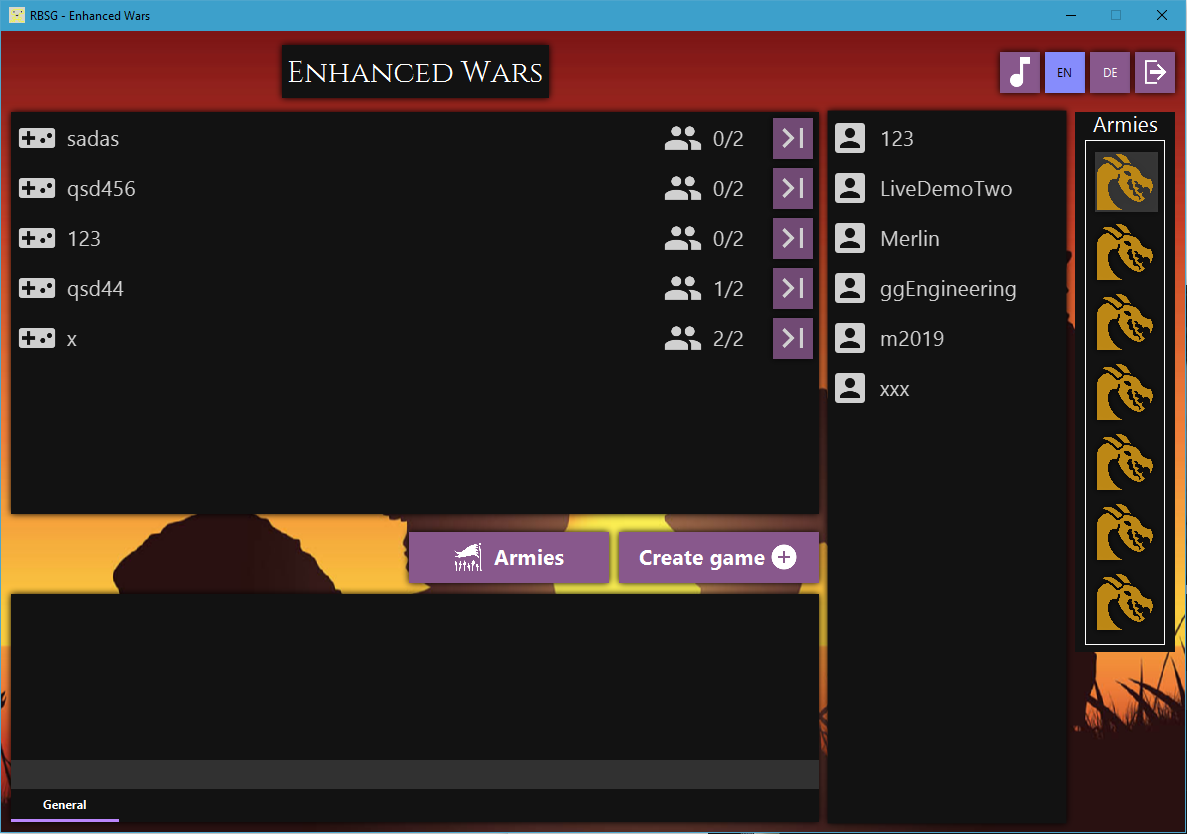 RBSG - Enhanced Wars
Enhanced Wars
EN
DE
sadas 0/2
qsd456 0/2
123 0/2
qsd44 1/2
x 2/2
123
LiveDemoTwo
Merlin
ggEngineering
m2019
xxx
Armies
Armies
Create game
General